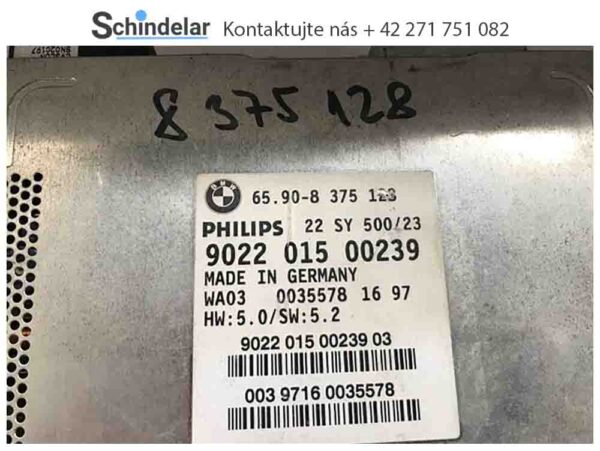 Schindelar Kontaktujte nás + 42 271 751 082
8 375 128
BMW
65.90-8 375 128
PHILIPS 22 SY 500/23
9022 015 00239
MADE IN GERMANY
WA03 0035578 16 97
HW:5.0/SW:5.2
9022 015 00239 03
003 9716 0035578